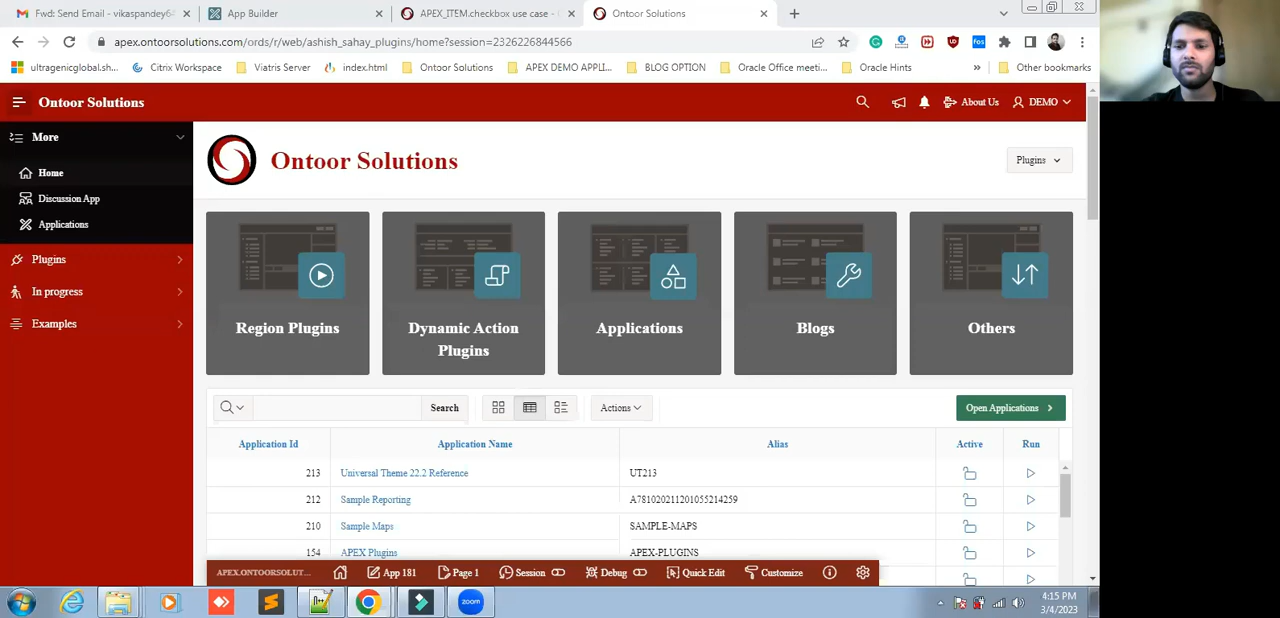 Fwd: Send Email - vikaspandey6
App Builder
APEX_ITEM.checkbox use case -
Ontoor Solutions
apex.ontoorsolutions.com/ords/r/web/ashish_sahay_plugins/home?session=2326226844566
ultragenicglobal.sh...
Citrix Workspace
Viatris Server
index.html
Ontoor Solution
APEX DEMO APPLI...
BLOG OPTION
Oracle Office meeti...
Oracle Hints
»
Other bookmarks
Ontoor Solutions
About Us
DEMO
More
Home
Discussion App
Applications
Plugins
In progress
Examples
Ontoor Solutions
Plugins
Region Plugins
Dynamic Action
Plugins
Applications
Blogs
Others
Search
Actions
Open Applications
Application Id Application Name Alias Active Run
213 Universal Theme 22.2 Reference UT213
212 Sample Reporting A781020211201055214259
210 Sample Maps SAMPLE-MAPS
154 APEX Plugins APEX-PLUGINS
APEX.ONTOORSOLUT...
App 181
Page 1
Session
Debug
Quick Edit
Customize
zoom
4:15 PM
3/4/2023